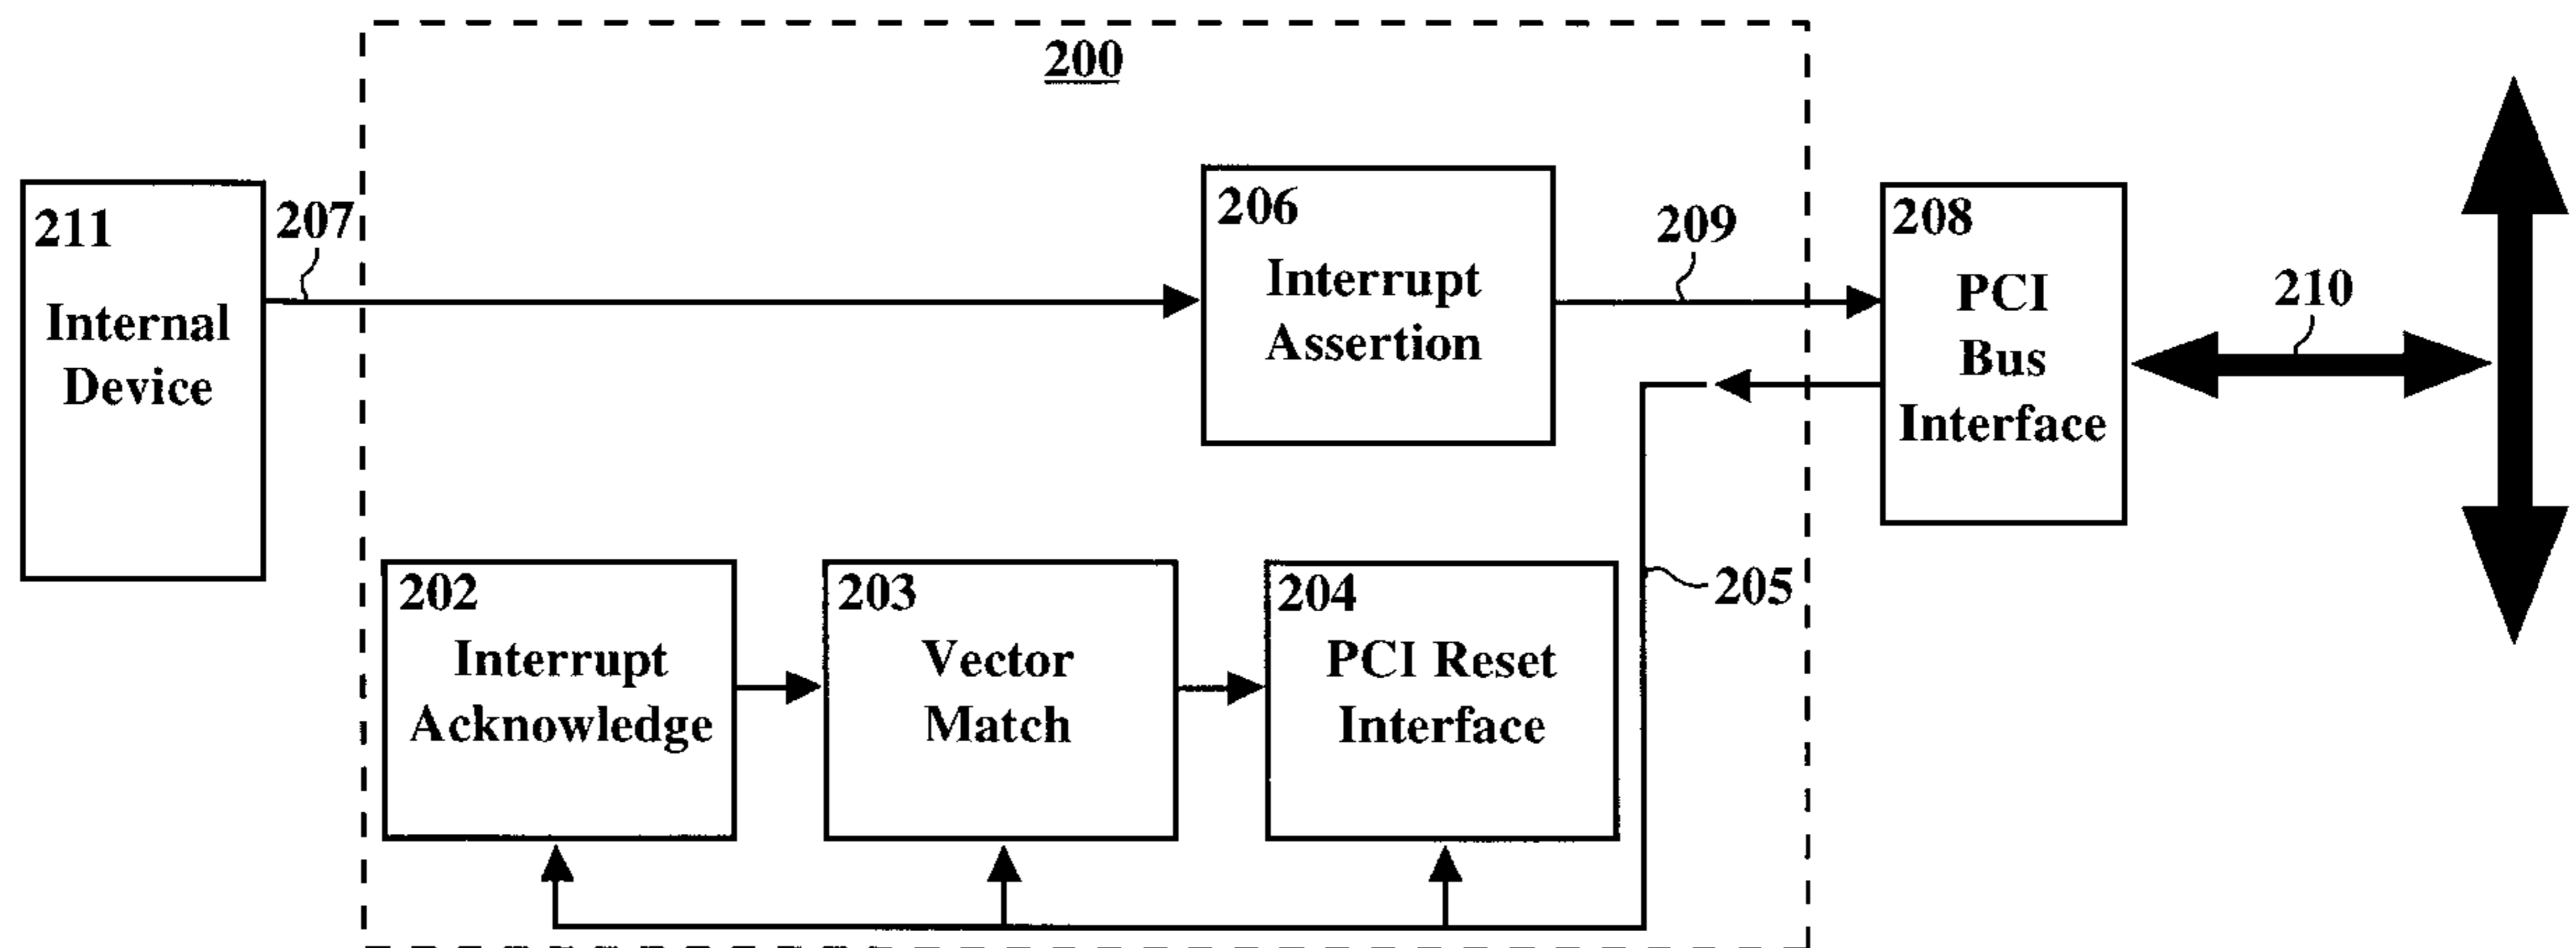 200
211
Internal
Device
207
206
Interrupt
Assertion
209
208
PCI
Bus
Interface
210
205
202
Interrupt
Acknowledge
203
Vector
Match
204
PCI Reset
Interface